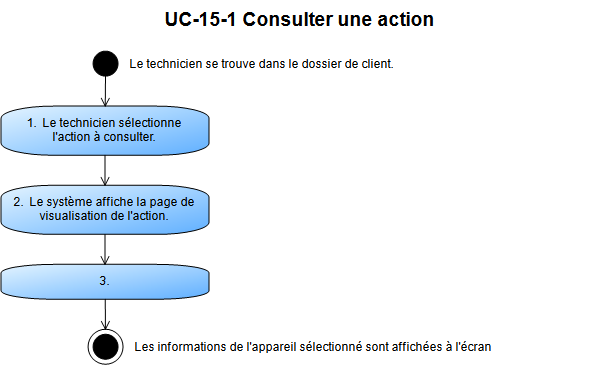 UC-15-1 Consulter une action
Le technicien se trouve dans le dossier de client.
1. Le technicien sélectionne
l'action à consulter.
2. Le système affiche la page de
visualisation de l'action.
3.
Les informations de l'appareil sélectionné sont affichées à l'écran